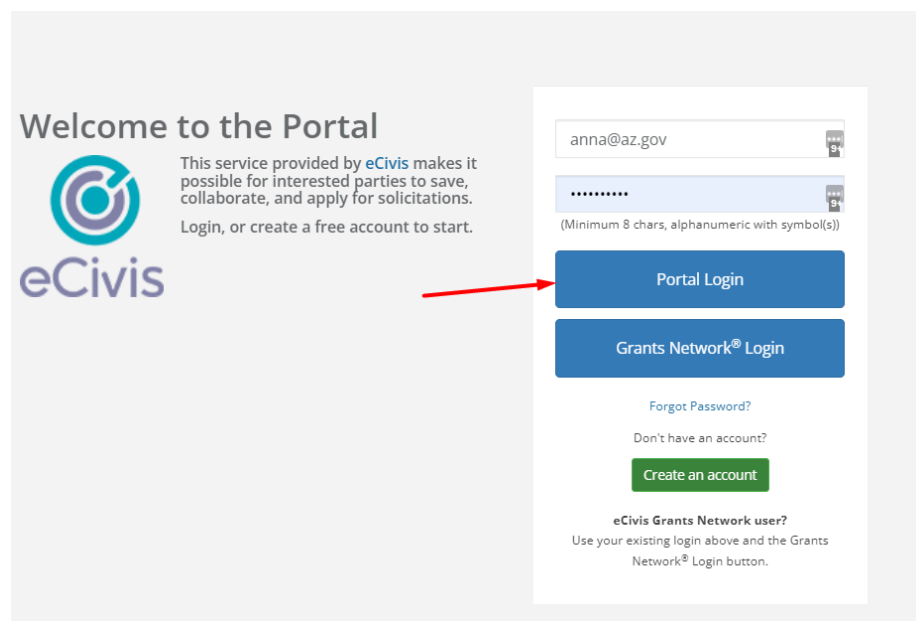 Welcome to the Portal
This service provided by eCivis makes it
possible for interested parties to save,
collaborate, and apply for solicitations.
Login, or create a free account to start.
eCivis
anna@az.gov
9+
••••••••••
9+
(Minimum 8 chars, alphanumeric with symbol(s))
Portal Login
Grants Network® Login
Forgot Password?
Don't have an account?
Create an account
eCivis Grants Network user?
Use your existing login above and the Grants
Network® Login button.